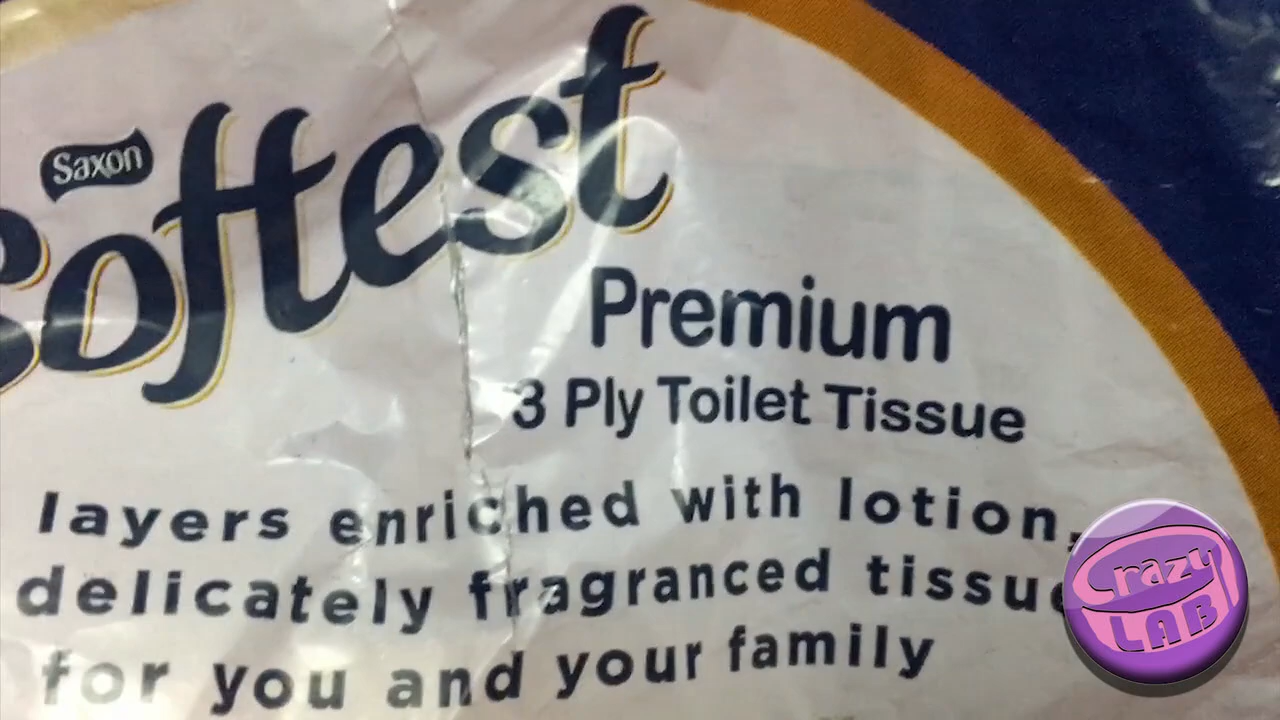 Saxon
Softest
Premium
3 Ply Toilet Tissue
layers enriched with lotion,
delicately fragranced tissue
for you and your family
Crazy
LAB